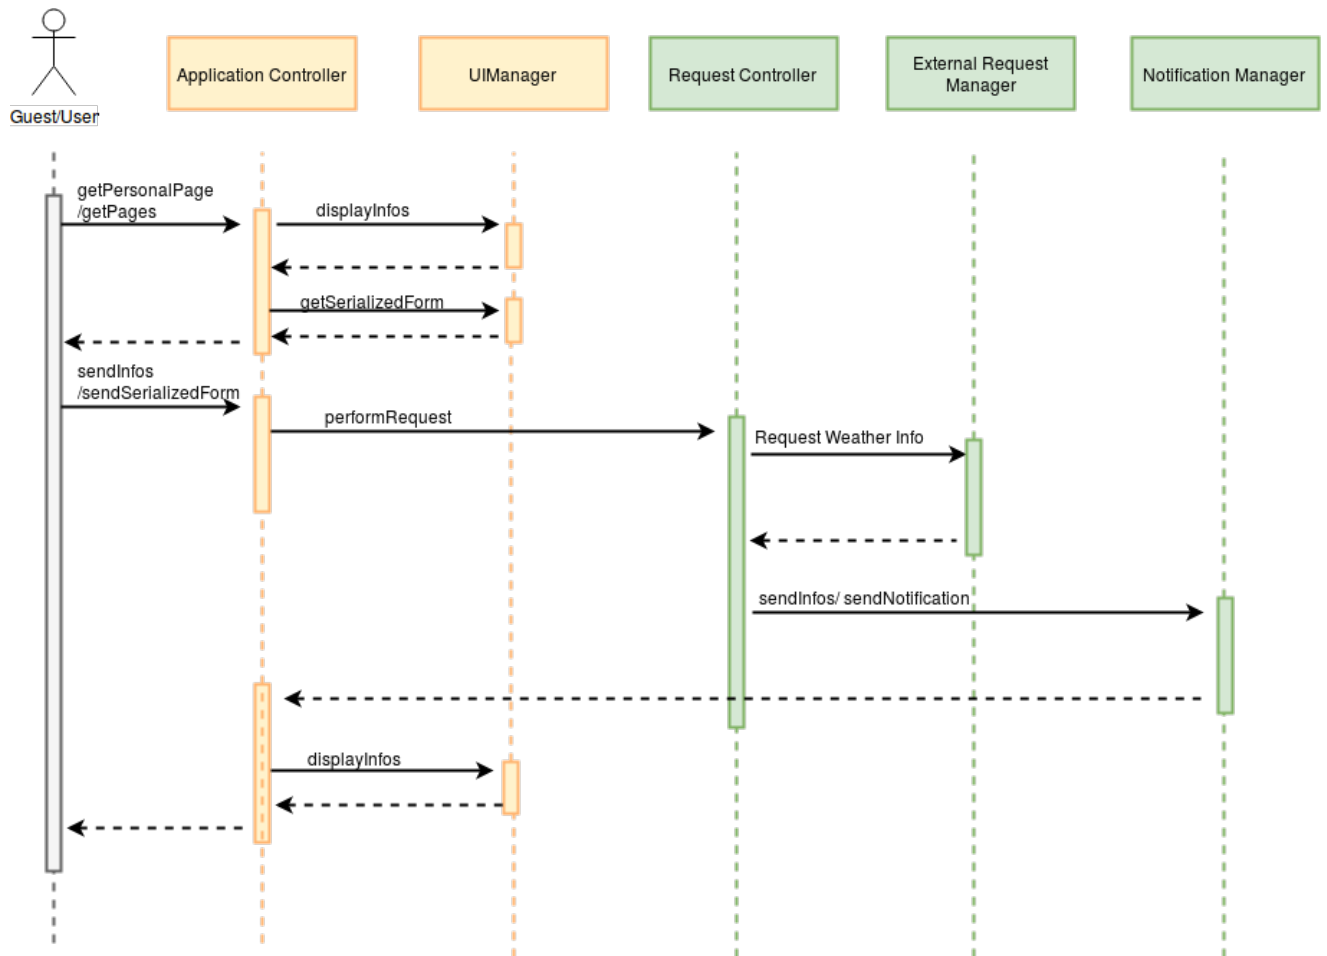 Guest/User
Application Controller
UIManager
Request Controller
External Request
Manager
Notification Manager
getPersonalPage
/getPages
displayInfos
getSerializedForm
sendInfos
/sendSerializedForm
performRequest
Request Weather Info
sendInfos/ sendNotification
displayInfos